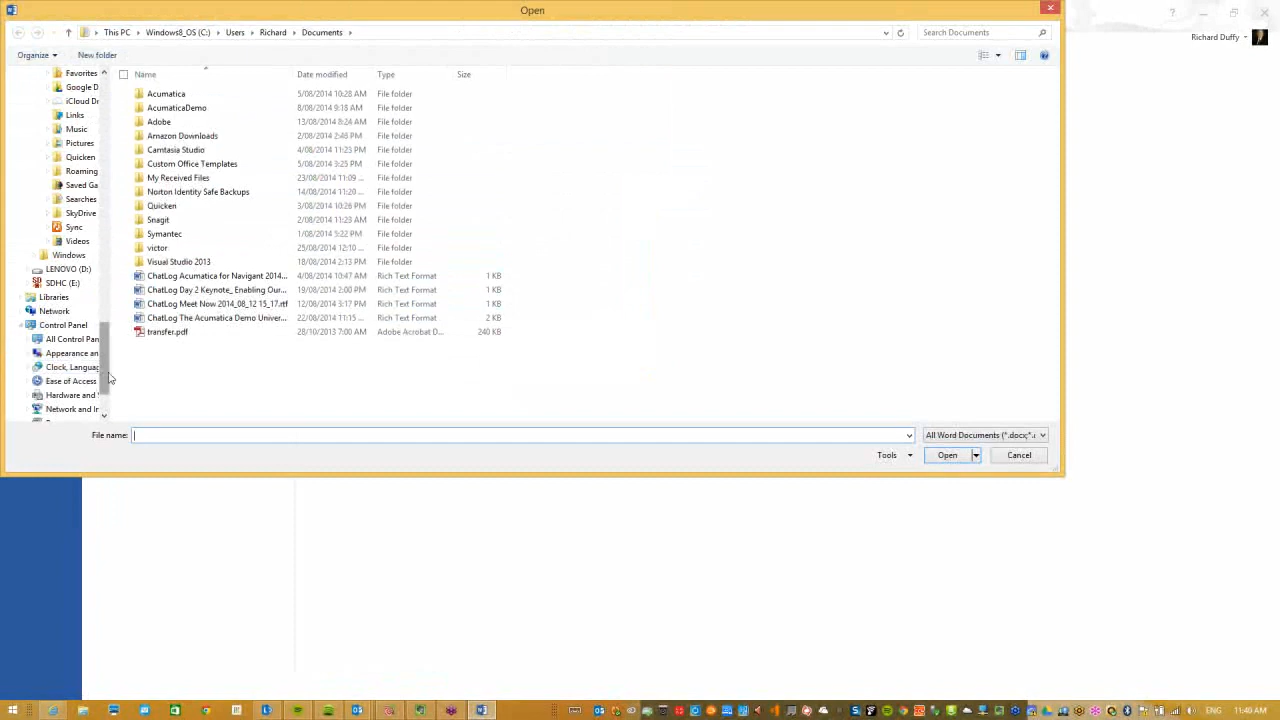 Open
This PC Windows8_OS (C:) Users Richard Documents
Search Documents
Richard Duffy
Organize New folder
Name Date modified Type Size
Favorites
Google D
iCloud Dr
Links
Music
Pictures
Quicken
Roaming
Saved Ga
Searches
SkyDrive
Sync
Videos
Windows
LENOVO (D:)
SDHC (E:)
Libraries
Network
Control Panel
All Control Pan
Appearance an
Clock, Languag
Ease of Access
Hardware and
Network and In
Acumatica 5/08/2014 10:28 AM File folder
AcumaticaDemo 8/08/2014 9:18 AM File folder
Adobe 13/08/2014 8:24 AM File folder
Amazon Downloads 2/08/2014 2:46 PM File folder
Camtasia Studio 4/08/2014 11:23 PM File folder
Custom Office Templates 5/08/2014 3:25 PM File folder
My Received Files 23/08/2014 11:09 ... File folder
Norton Identity Safe Backups 14/08/2014 11:20 ... File folder
Quicken 3/08/2014 10:26 PM File folder
Snagit 2/08/2014 11:23 AM File folder
Symantec 1/08/2014 5:22 PM File folder
victor 25/08/2014 12:10 ... File folder
Visual Studio 2013 18/08/2014 2:13 PM File folder
ChatLog Acumatica for Navigant 2014... 4/08/2014 10:47 AM Rich Text Format 1 KB
ChatLog Day 2 Keynote_ Enabling Our... 19/08/2014 2:00 PM Rich Text Format 1 KB
ChatLog Meet Now 2014_08_12 15_17.rtf 12/08/2014 3:17 PM Rich Text Format 1 KB
ChatLog The Acumatica Demo Univer... 22/08/2014 11:15 ... Rich Text Format 2 KB
transfer.pdf 28/10/2013 7:00 AM Adobe Acrobat D... 240 KB
File name: All Word Documents (*.docx;*.
Tools Open Cancel
ENG 11:40 AM